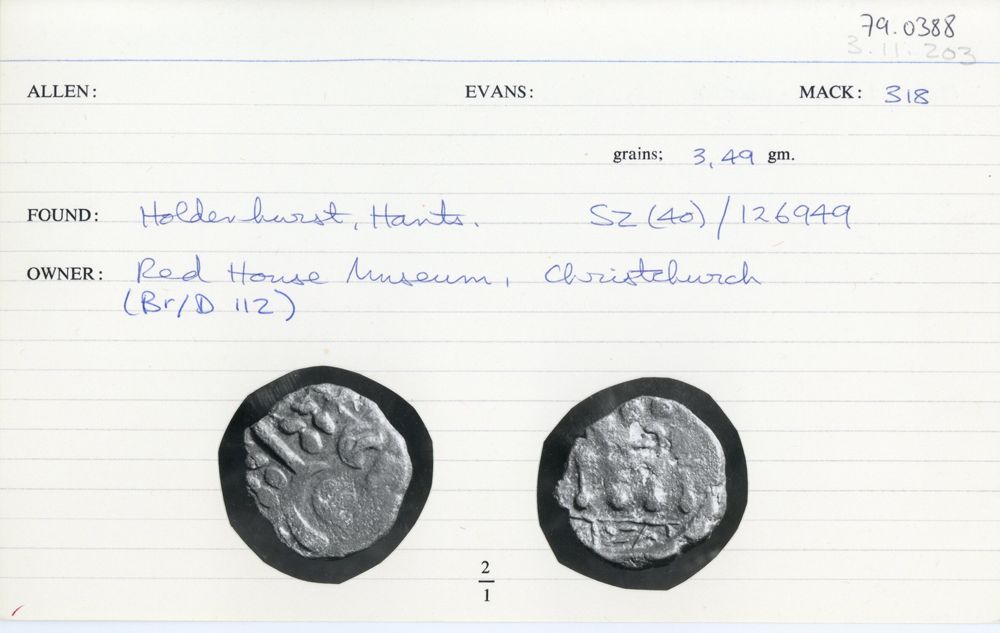 79.0388
3.11.203
ALLEN: EVANS: MACK: 318
grains; 3,49 gm.
FOUND: Holdenhurst, Hants. SZ (40) / 126949
OWNER: Red House Museum, Christchurch
(Br/D 112)
2
1